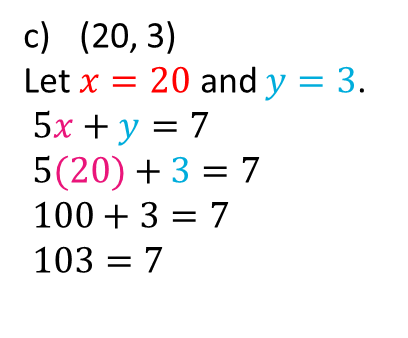 c) (20, 3)
Let x = 20 and y = 3.
5x + y = 7
5(20) + 3 = 7
100 + 3 = 7
103 = 7